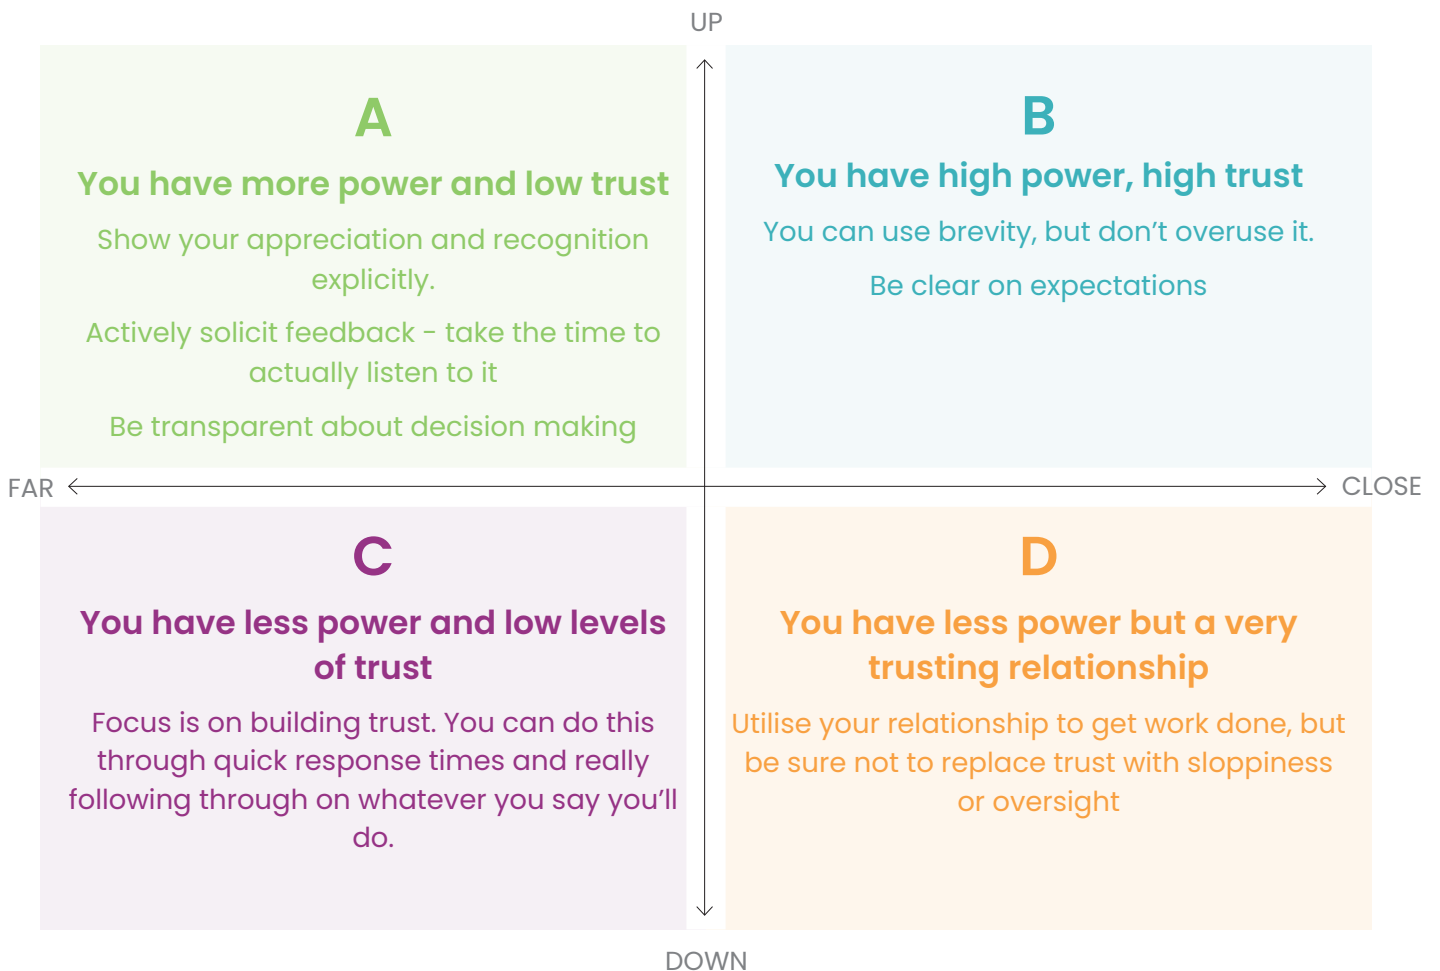 UP
A
You have more power and low trust
Show your appreciation and recognition
explicitly.
Actively solicit feedback - take the time to
actually listen to it
Be transparent about decision making
B
You have high power, high trust
You can use brevity, but don’t overuse it.
Be clear on expectations
FAR
CLOSE
C
You have less power and low levels
of trust
Focus is on building trust. You can do this
through quick response times and really
following through on whatever you say you’ll
do.
D
You have less power but a very
trusting relationship
Utilise your relationship to get work done, but
be sure not to replace trust with sloppiness
or oversight
DOWN